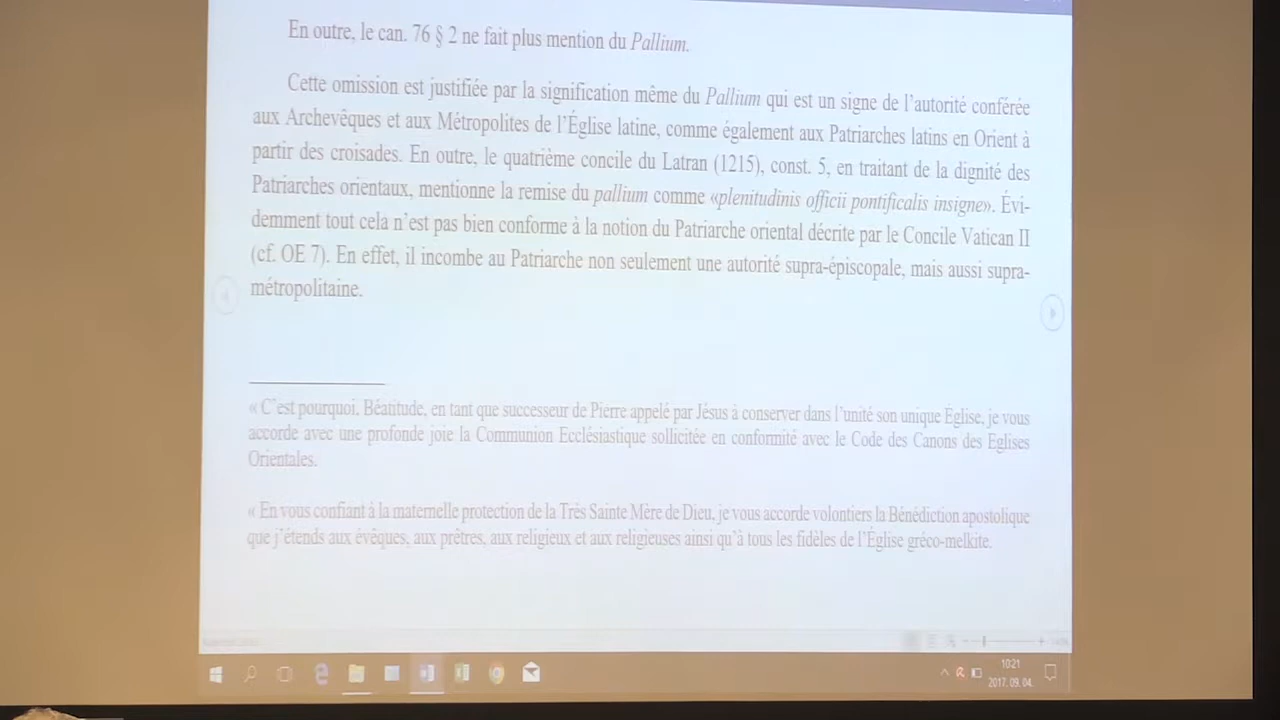 En outre, le can. 76 § 2 ne fait plus mention du Pallium.
Cette omission est justifiée par la signification même du Pallium qui est un signe de l’autorité conférée
aux Archevêques et aux Métropolites de l’Église latine, comme également aux Patriarches latins en Orient à
partir des croisades. En outre, le quatrième concile du Latran (1215), const. 5, en traitant de la dignité des
Patriarches orientaux, mentionne la remise du pallium comme «plenitudinis officii pontificalis insigne». Évi-
demment tout cela n’est pas bien conforme à la notion du Patriarche oriental décrite par le Concile Vatican II
(cf. OE 7). En effet, il incombe au Patriarche non seulement une autorité supra-épiscopale, mais aussi supra-
métropolitaine.
« C’est pourquoi, Béatitude, en tant que successeur de Pierre appelé par Jésus à conserver dans l’unité son unique Église, je vous
accorde avec une profonde joie la Communion Ecclésiastique sollicitée en conformité avec le Code des Canons des Églises
Orientales.
« En vous confiant à la maternelle protection de la Très Sainte Mère de Dieu, je vous accorde volontiers la Bénédiction apostolique
que j’étends aux évêques, aux prêtres, aux religieux et aux religieuses ainsi qu’à tous les fidèles de l’Église gréco-melkite.
10:21
2017. 09. 04.